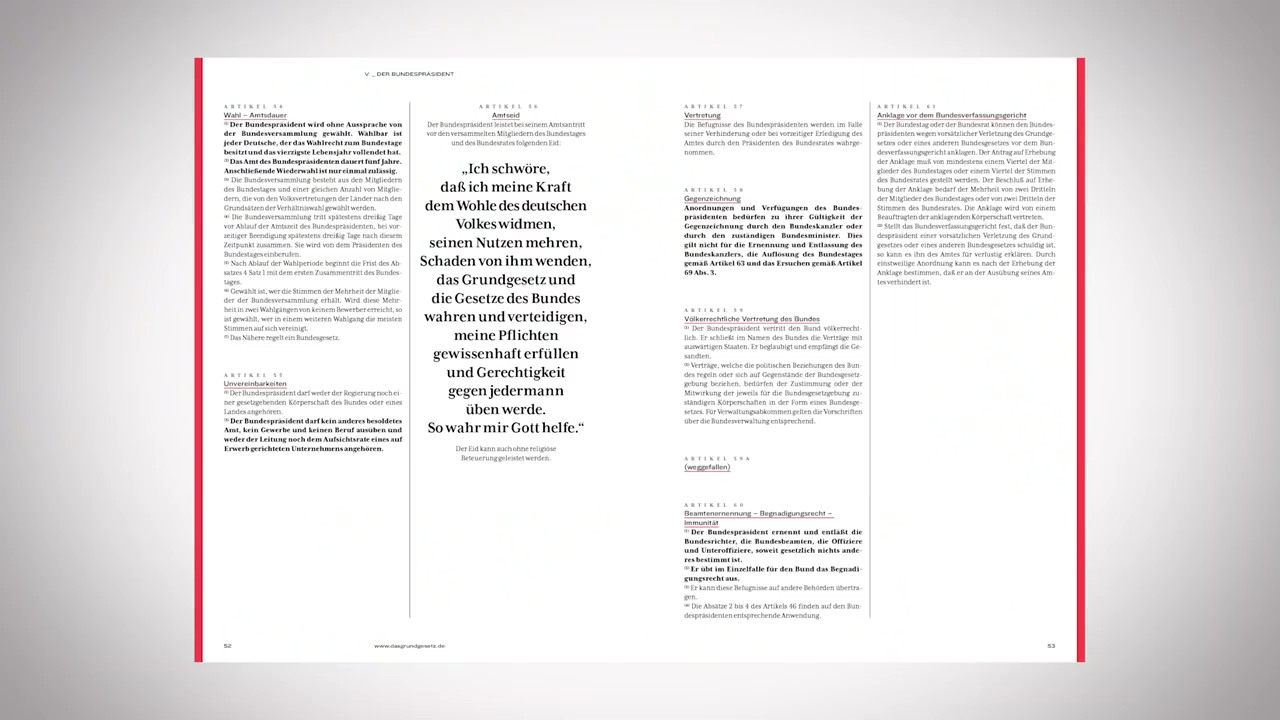 V. _ DER BUNDESPRÄSIDENT
ARTIKEL 54
Wahl – Amtsdauer
(1) Der Bundespräsident wird ohne Aussprache von
der Bundesversammlung gewählt. Wahlbar ist
jeder Deutsche, der das Wahlrecht zum Bundestage
besitzt und das vierzigste Lebensjahr vollendet hat.
(2) Das Amt des Bundespräsidenten dauert fünf Jahre.
Anschließende Wiederwahl ist nur einmal zulässig.
(3) Die Bundesversammlung besteht aus den Mitgliedern
des Bundestages und einer gleichen Anzahl von Mitglie-
dern, die von den Volksvertretungen der Länder nach den
Grundsätzen der Verhältniswahl gewählt werden.
(4) Die Bundesversammlung tritt spätestens dreißig Tage
vor Ablauf der Amtszeit des Bundespräsidenten, bei vor-
zeitiger Beendigung spätestens dreißig Tage nach diesem
Zeitpunkt zusammen. Sie wird von dem Präsidenten des
Bundestages einberufen.
(5) Nach Ablauf der Wahlperiode beginnt die Frist des Ab-
satzes 4 Satz 1 mit dem ersten Zusammentritt des Bundes-
tages.
(6) Gewählt ist, wer die Stimmen der Mehrheit der Mitglie-
der der Bundesversammlung erhält. Wird diese Mehr-
heit in zwei Wahlgängen von keinem Bewerber erreicht, so
ist gewählt, wer in einem weiteren Wahlgang die meisten
Stimmen auf sich vereinigt.
(7) Das Nähere regelt ein Bundesgesetz.
ARTIKEL 55
Unvereinbarkeiten
(1) Der Bundespräsident darf weder der Regierung noch ei-
ner gesetzgebenden Körperschaft des Bundes oder eines
Landes angehören.
(2) Der Bundespräsident darf kein anderes besoldetes
Amt, kein Gewerbe und keinen Beruf ausüben und
weder der Leitung noch dem Aufsichtsrate eines auf
Erwerb gerichteten Unternehmens angehören.
ARTIKEL 56
Amtseid
Der Bundespräsident leistet bei seinem Amtsantritt
vor den versammelten Mitgliedern des Bundestages
und des Bundesrates folgenden Eid:
„Ich schwöre,
daß ich meine Kraft
dem Wohle des deutschen
Volkes widmen,
seinen Nutzen mehren,
Schaden von ihm wenden,
das Grundgesetz und
die Gesetze des Bundes
wahren und verteidigen,
meine Pflichten
gewissenhaft erfüllen
und Gerechtigkeit
gegen jedermann
üben werde.
So wahr mir Gott helfe.“
Der Eid kann auch ohne religiöse
Beteuerung geleistet werden.
ARTIKEL 57
Vertretung
Die Befugnisse des Bundespräsidenten werden im Falle
seiner Verhinderung oder bei vorzeitiger Erledigung des
Amtes durch den Präsidenten des Bundesrates wahrge-
nommen.
ARTIKEL 58
Gegenzeichnung
Anordnungen und Verfügungen des Bundes-
präsidenten bedürfen zu ihrer Gültigkeit der
Gegenzeichnung durch den Bundeskanzler oder
durch den zuständigen Bundesminister. Dies
gilt nicht für die Ernennung und Entlassung des
Bundeskanzlers, die Auflösung des Bundestages
gemäß Artikel 63 und das Ersuchen gemäß Artikel
69 Abs. 3.
ARTIKEL 59
Völkerrechtliche Vertretung des Bundes
(1) Der Bundespräsident vertritt den Bund völkerrecht-
lich. Er schließt im Namen des Bundes die Verträge mit
auswärtigen Staaten. Er beglaubigt und empfängt die Ge-
sandten.
(2) Verträge, welche die politischen Beziehungen des Bun-
des regeln oder sich auf Gegenstände der Bundesgesetz-
gebung beziehen, bedürfen der Zustimmung oder der
Mitwirkung der jeweils für die Bundesgesetzgebung zu-
ständigen Körperschaften in der Form eines Bundesge-
setzes. Für Verwaltungsabkommen gelten die Vorschriften
über die Bundesverwaltung entsprechend.
ARTIKEL 59A
(weggefallen)
ARTIKEL 60
Beamtenernennung – Begnadigungsrecht –
Immunität
(1) Der Bundespräsident ernennt und entläßt die
Bundesrichter, die Bundesbeamten, die Offiziere
und Unteroffiziere, soweit gesetzlich nichts ande-
res bestimmt ist.
(2) Er übt im Einzelfalle für den Bund das Begnadi-
gungsrecht aus.
(3) Er kann diese Befugnisse auf andere Behörden übertra-
gen.
(4) Die Absätze 2 bis 4 des Artikels 46 finden auf den Bun-
despräsidenten entsprechende Anwendung.
ARTIKEL 61
Anklage vor dem Bundesverfassungsgericht
(1) Der Bundestag oder der Bundesrat können den Bundes-
präsidenten wegen vorsätzlicher Verletzung des Grundge-
setzes oder eines anderen Bundesgesetzes vor dem Bun-
desverfassungsgericht anklagen. Der Antrag auf Erhebung
der Anklage muß von mindestens einem Viertel der Mit-
glieder des Bundestages oder einem Viertel der Stimmen
des Bundesrates gestellt werden. Der Beschluß auf Erhe-
bung der Anklage bedarf der Mehrheit von zwei Dritteln
der Mitglieder des Bundestages oder von zwei Dritteln der
Stimmen des Bundesrates. Die Anklage wird von einem
Beauftragten der anklagenden Körperschaft vertreten.
(2) Stellt das Bundesverfassungsgericht fest, daß der Bun-
despräsident einer vorsätzlichen Verletzung des Grund-
gesetzes oder eines anderen Bundesgesetzes schuldig ist,
so kann es ihn des Amtes für verlustig erklären. Durch
einstweilige Anordnung kann es nach der Erhebung der
Anklage bestimmen, daß er an der Ausübung seines Am-
tes verhindert ist.
52
www.dasgrundgesetz.de
53